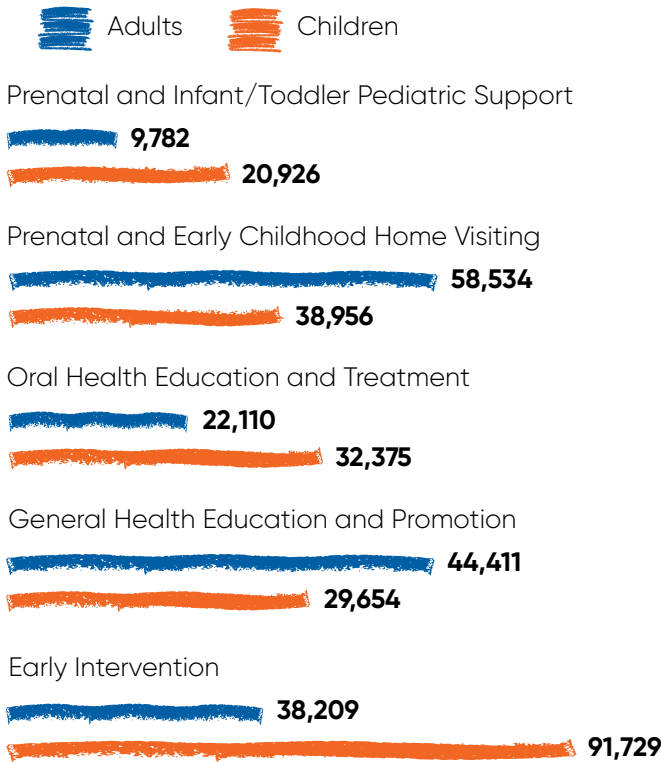 Adults Children
Prenatal and Infant/Toddler Pediatric Support
9,782
20,926
Prenatal and Early Childhood Home Visiting
58,534
38,956
Oral Health Education and Treatment
22,110
32,375
General Health Education and Promotion
44,411
29,654
Early Intervention
38,209
91,729